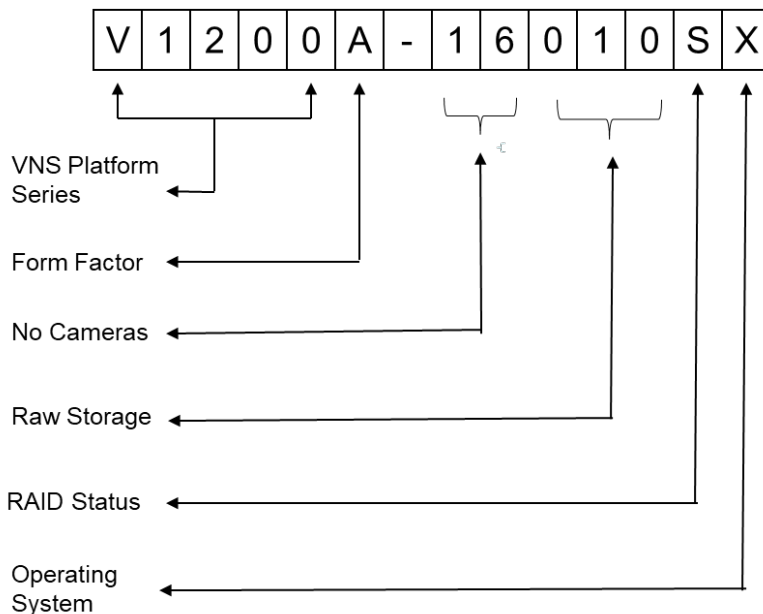 V1200A-16010SX
VNS Platform
Series
Form Factor
No Cameras
Raw Storage
RAID Status
Operating
System